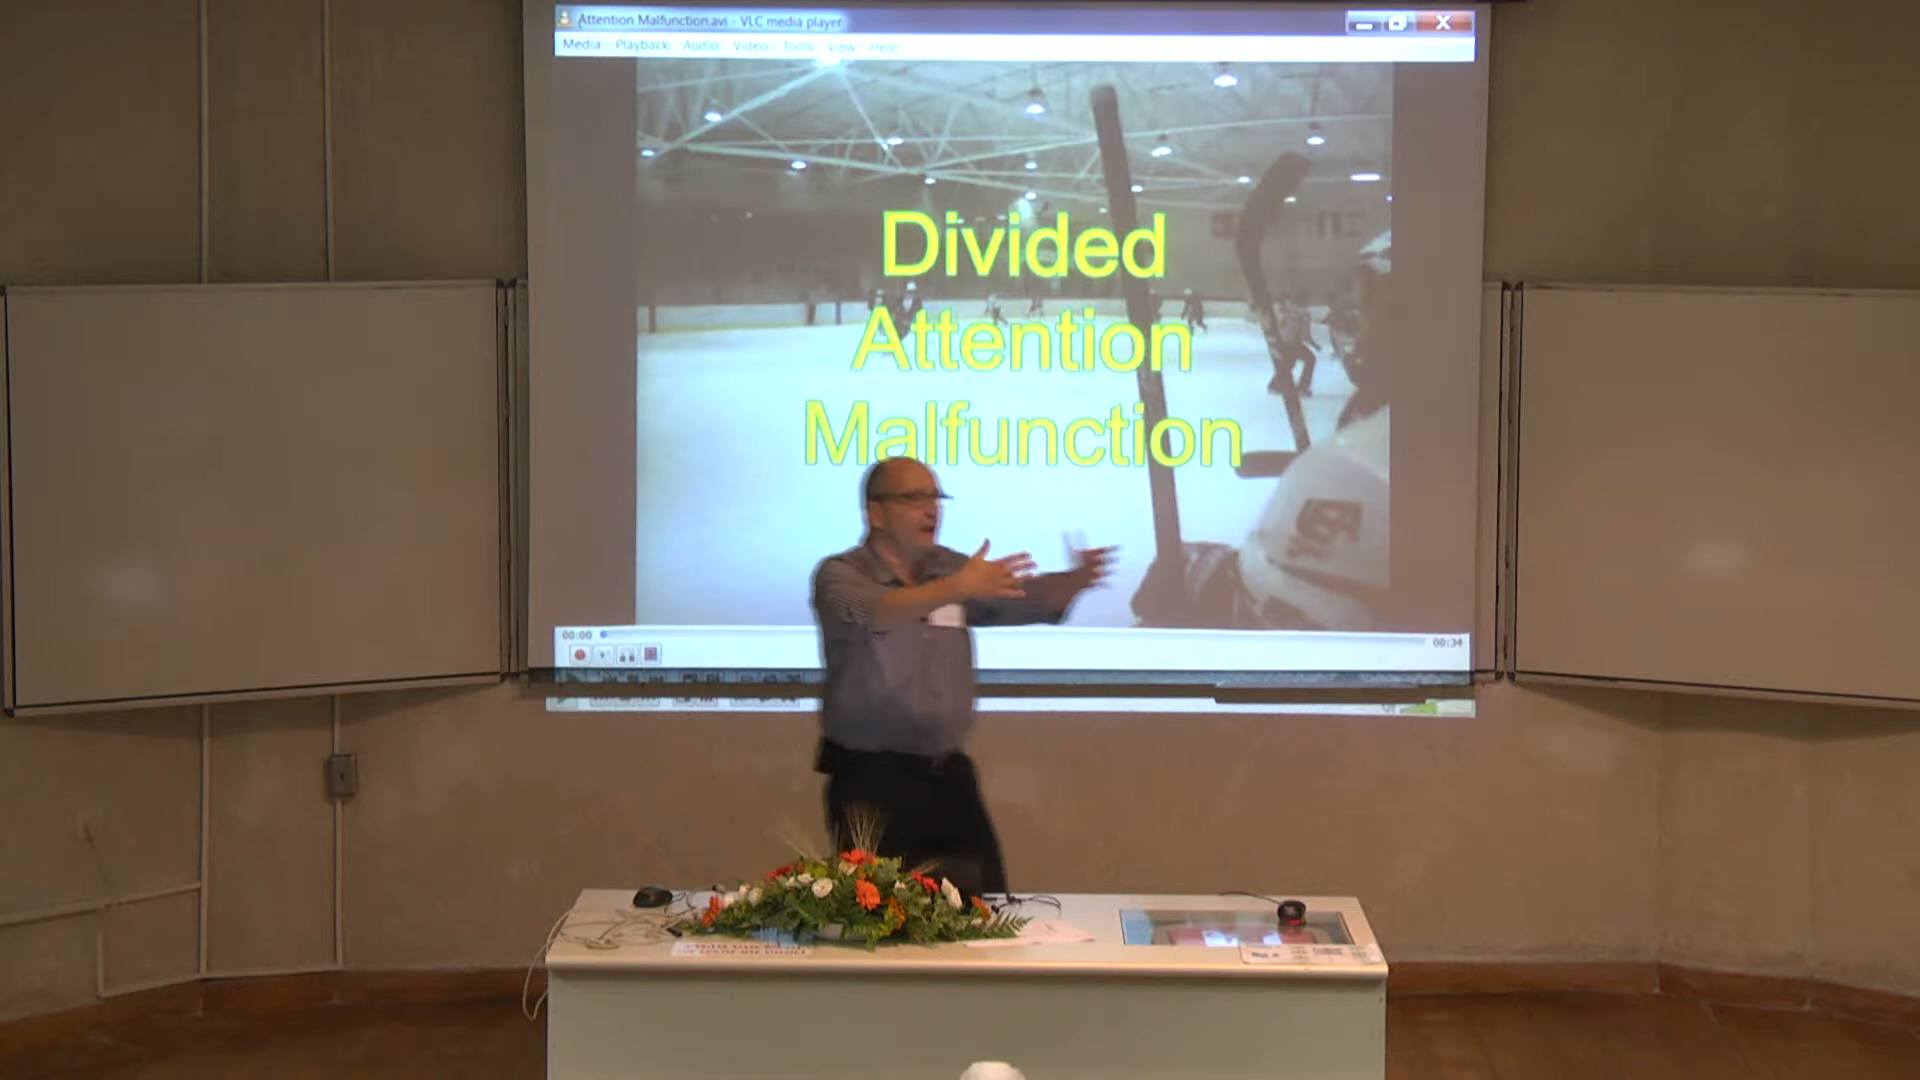 Attention Malfunction.avi - VLC media player
Media Playback Audio Video Tools View Help
Divided
Attention
Malfunction
00:00
00:34